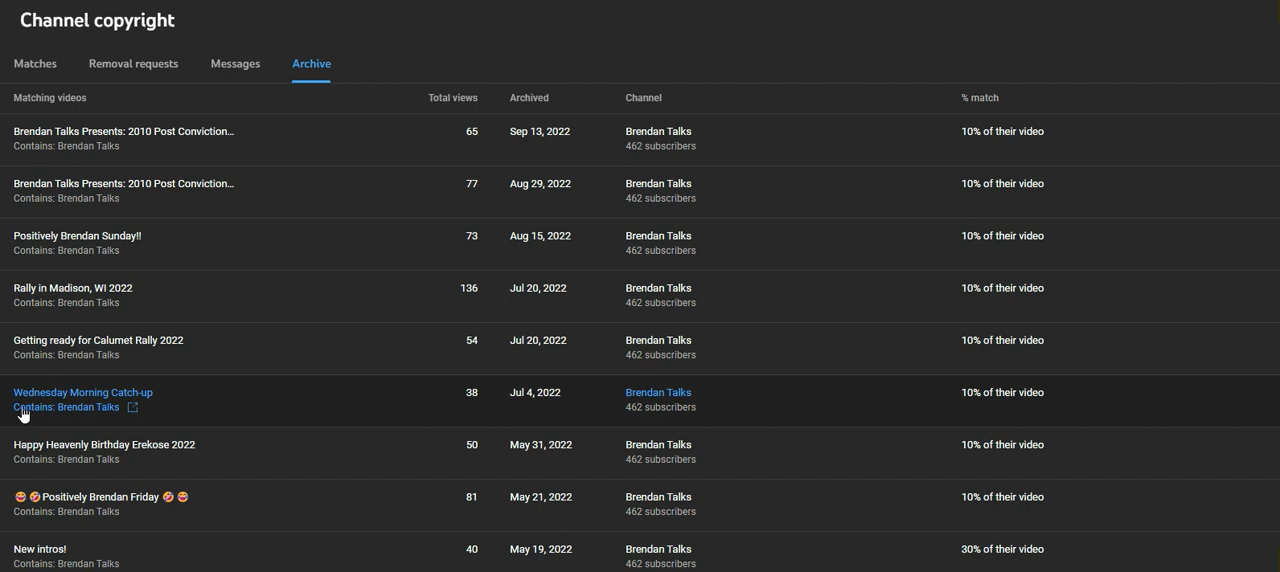 Channel copyright
Matches Removal requests Messages Archive
Matching videos Total views Archived Channel % match
Brendan Talks Presents: 2010 Post Conviction... 65 Sep 13, 2022 Brendan Talks 10% of their video
Contains: Brendan Talks 462 subscribers
Brendan Talks Presents: 2010 Post Conviction... 77 Aug 29, 2022 Brendan Talks 10% of their video
Contains: Brendan Talks 462 subscribers
Positively Brendan Sunday!! 73 Aug 15, 2022 Brendan Talks 10% of their video
Contains: Brendan Talks 462 subscribers
Rally in Madison, WI 2022 136 Jul 20, 2022 Brendan Talks 10% of their video
Contains: Brendan Talks 462 subscribers
Getting ready for Calumet Rally 2022 54 Jul 20, 2022 Brendan Talks 10% of their video
Contains: Brendan Talks 462 subscribers
Wednesday Morning Catch-up 38 Jul 4, 2022 Brendan Talks 10% of their video
Contains: Brendan Talks 462 subscribers
Happy Heavenly Birthday Erekose 2022 50 May 31, 2022 Brendan Talks 10% of their video
Contains: Brendan Talks 462 subscribers
😂🤣Positively Brendan Friday 🤣😂 81 May 21, 2022 Brendan Talks 10% of their video
Contains: Brendan Talks 462 subscribers
New intros! 40 May 19, 2022 Brendan Talks 30% of their video
Contains: Brendan Talks 462 subscribers